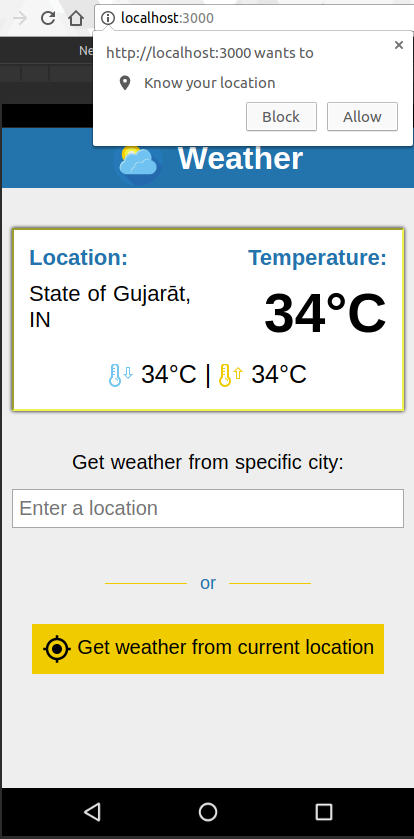 localhost:3000
Ne
http://localhost:3000 wants to
Know your location
Block
Allow
Weather
Location:
Temperature:
State of Gujarāt,
IN
34°C
34°C | 34°C
Get weather from specific city:
Enter a location
or
Get weather from current location